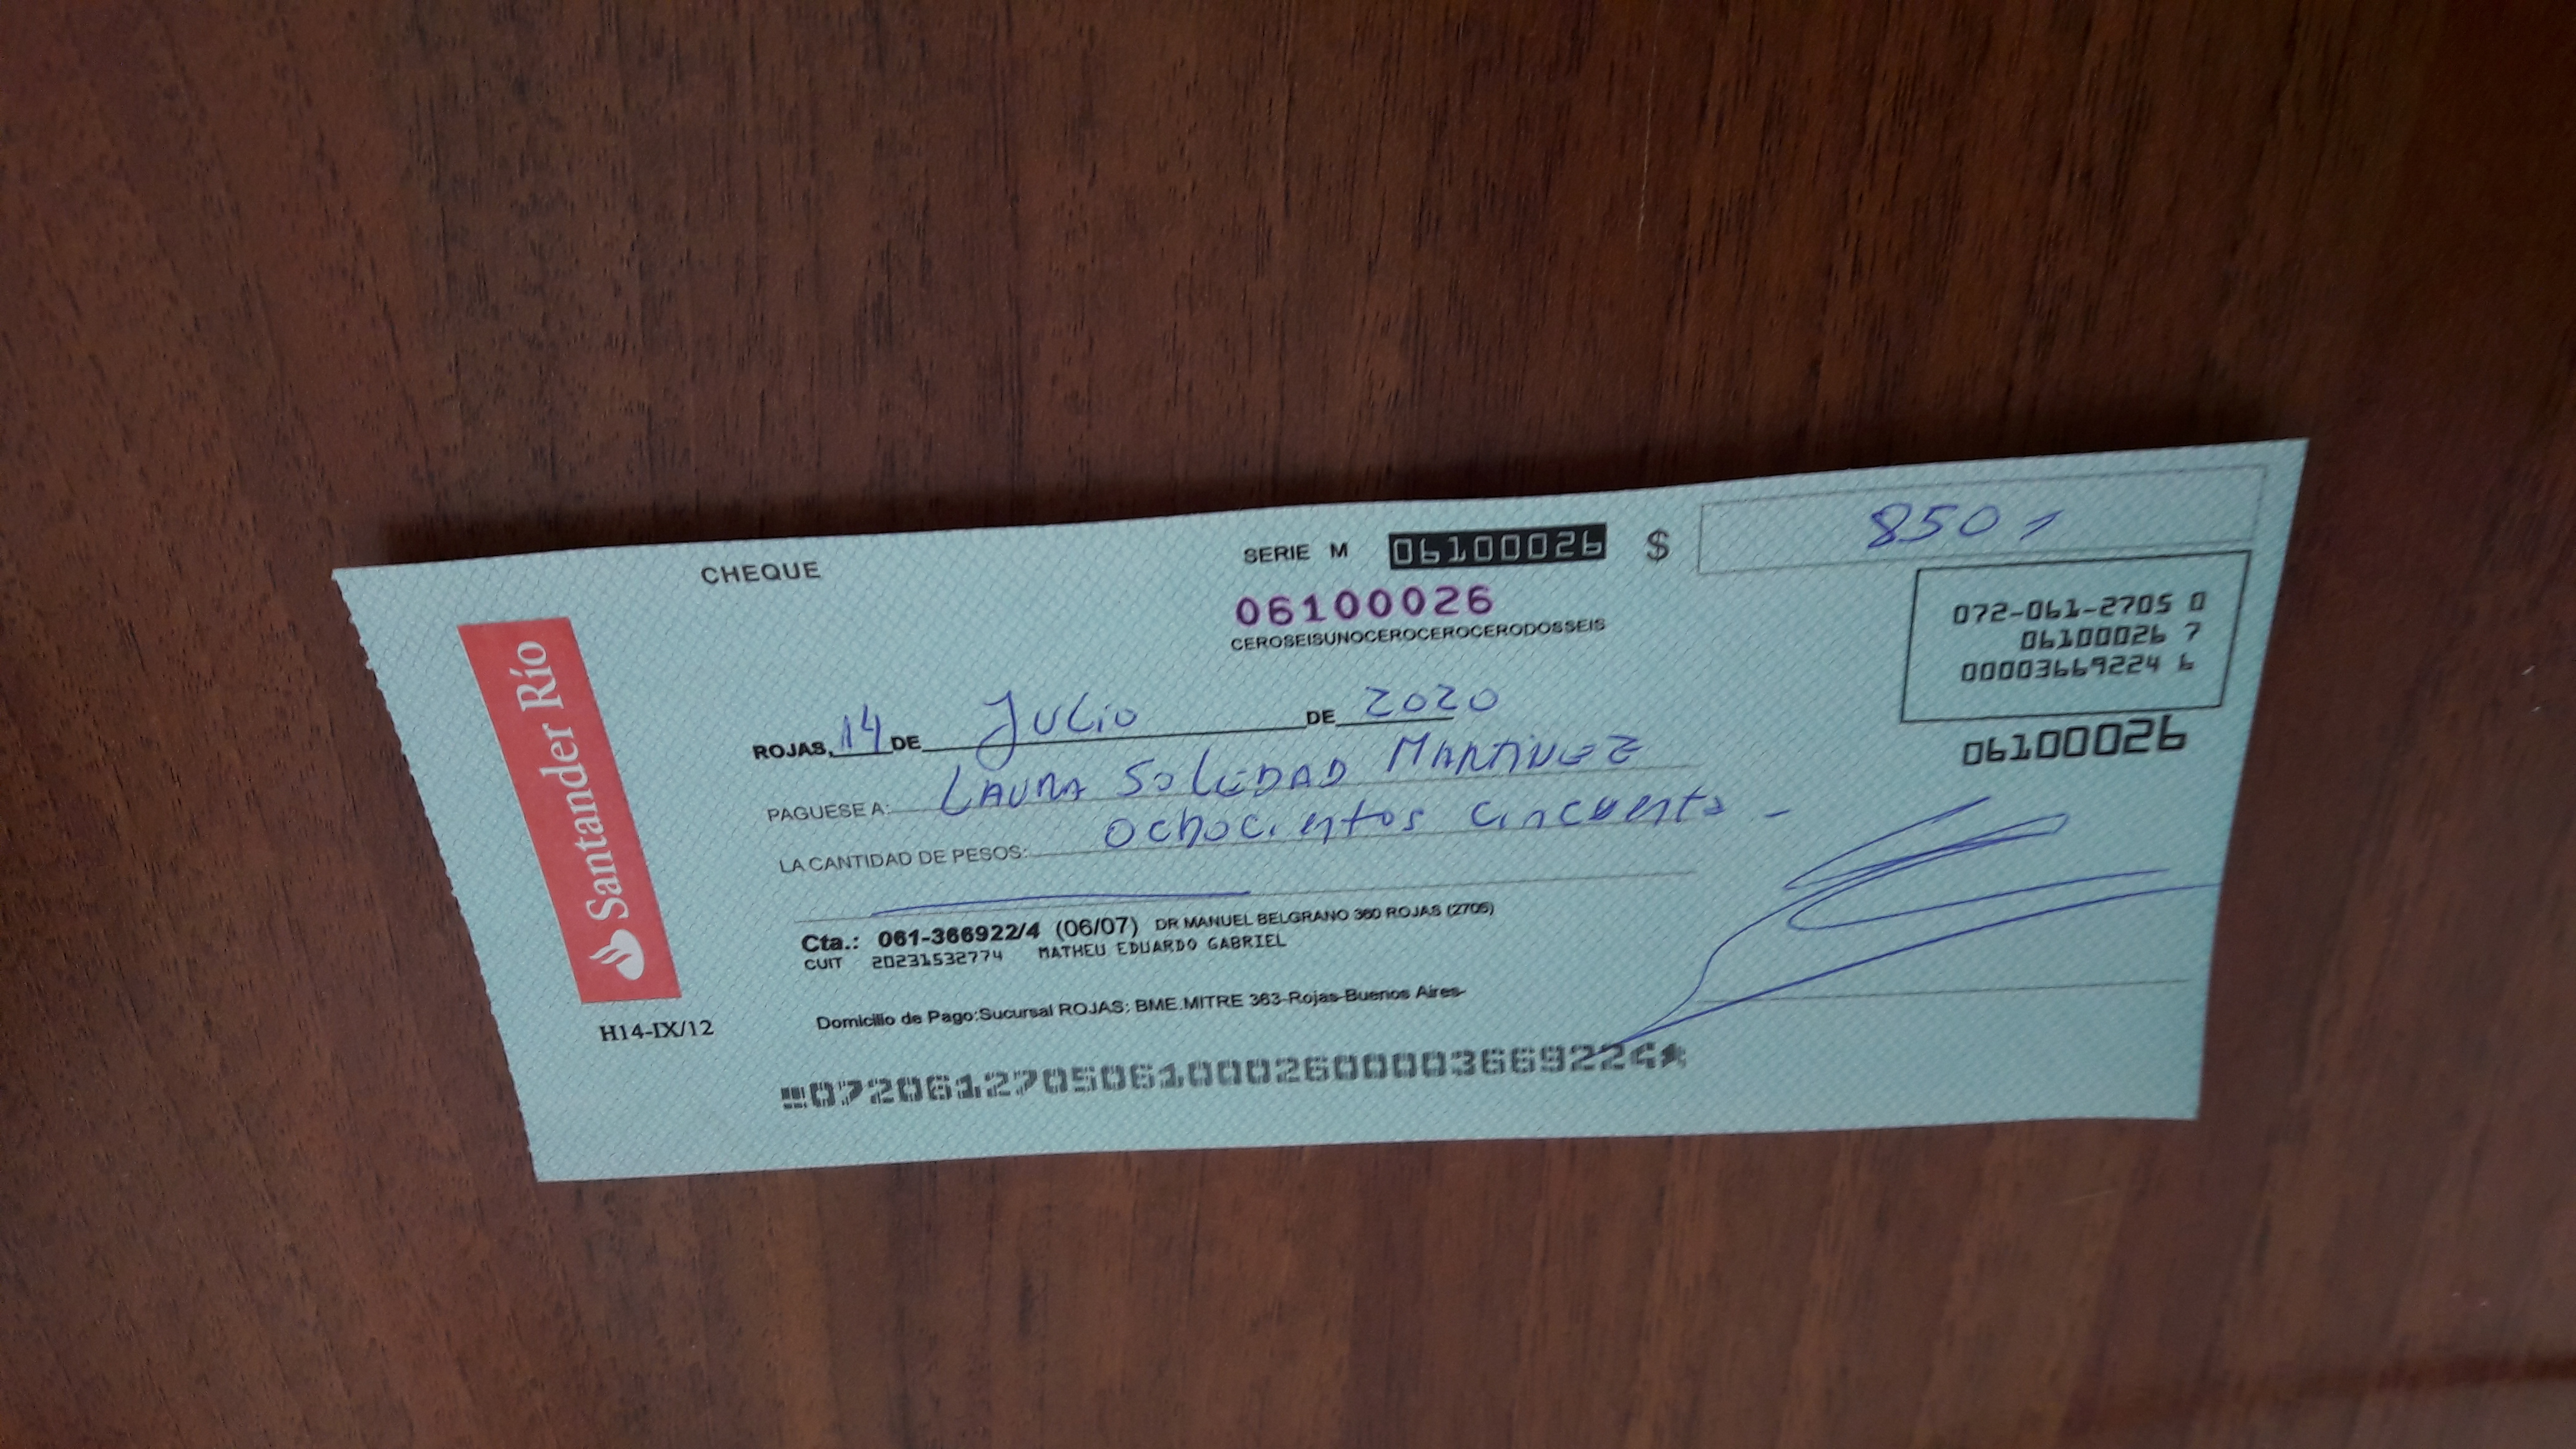 CHEQUE
SERIE M 06100026 $ 850
06100026
CEROSEISUNOCEROCEROCERODOSSEIS
072-061-2705 0
06100026 7
00003669224 6
06100026
Santander Río
ROJAS, 14 DE Julio DE 2020
PAGUESE A: LAURA SOLEDAD MARTINEZ
LA CANTIDAD DE PESOS: Ochocientos cincuenta -
Cta.: 061-366922/4 (06/07) DR MANUEL BELGRANO 360 ROJAS (2705)
CUIT 20231532774 MATHEU EDUARDO GABRIEL
Domicilio de Pago:Sucursal ROJAS: BME.MITRE 363-Rojas-Buenos Aires-
H14-IX/12
07206127050610002600003669224